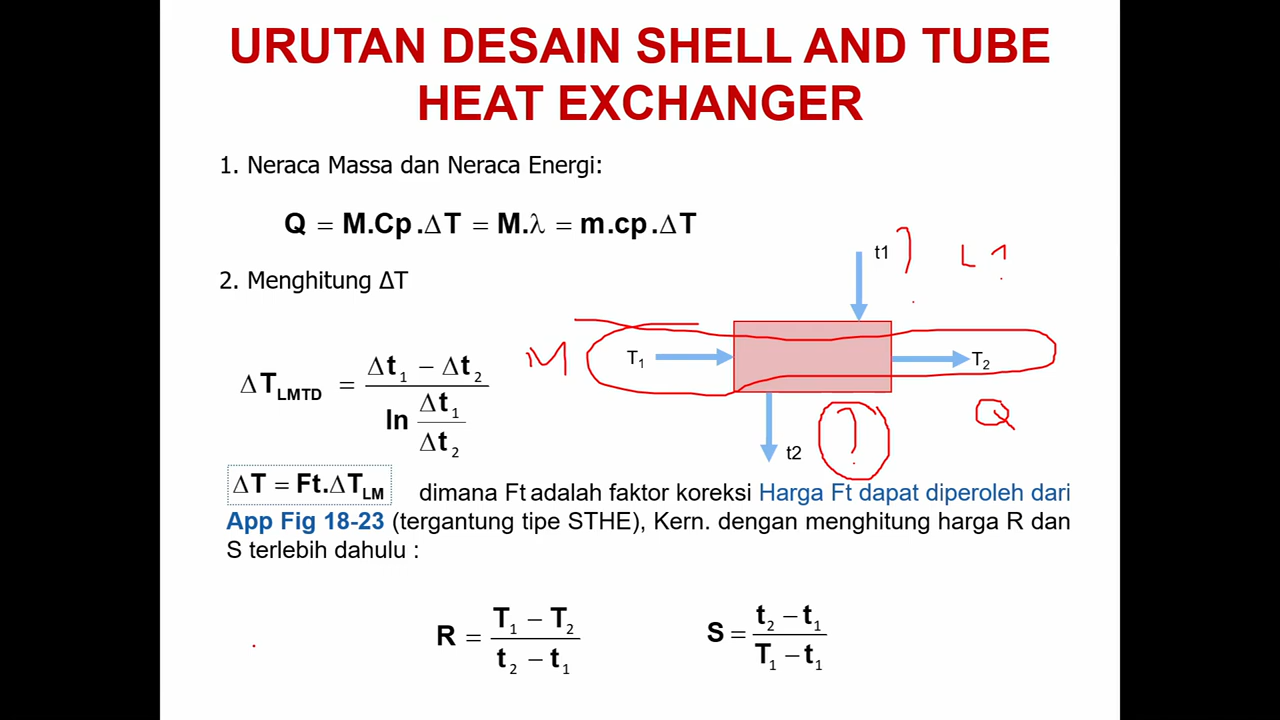 URUTAN DESAIN SHELL AND TUBE
HEAT EXCHANGER
1. Neraca Massa dan Neraca Energi:
Q = M.Cp.ΔT = M.λ = m.cp.ΔT
t1 ?
2. Menghitung ΔT
M T₁ T₂
ΔT_LMTD = (Δt₁ − Δt₂) / (ln (Δt₁ / Δt₂))
Q
t2 ?
ΔT = Ft.ΔT_LM dimana Ft adalah faktor koreksi Harga Ft dapat diperoleh dari
App Fig 18-23 (tergantung tipe STHE), Kern. dengan menghitung harga R dan
S terlebih dahulu :
R = (T₁ − T₂) / (t₂ − t₁) S = (t₂ − t₁) / (T₁ − t₁)